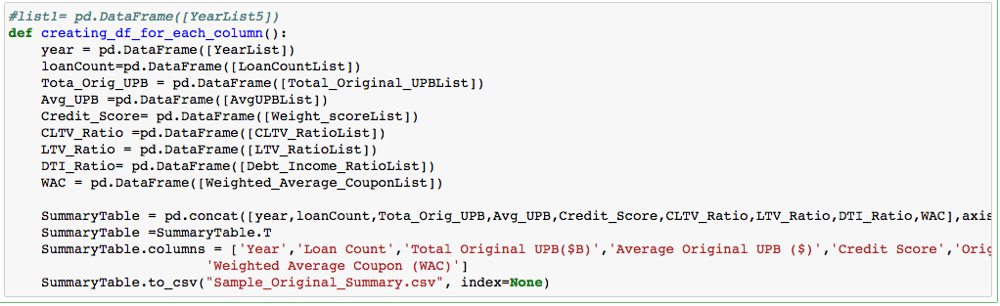 #list1= pd.DataFrame([YearList5])
def creating_df_for_each_column():
    year = pd.DataFrame([YearList])
    loanCount=pd.DataFrame([LoanCountList])
    Tota_Orig_UPB = pd.DataFrame([Total_Original_UPBList])
    Avg_UPB =pd.DataFrame([AvgUPBList])
    Credit_Score= pd.DataFrame([Weight_scoreList])
    CLTV_Ratio =pd.DataFrame([CLTV_RatioList])
    LTV_Ratio = pd.DataFrame([LTV_RatioList])
    DTI_Ratio= pd.DataFrame([Debt_Income_RatioList])
    WAC = pd.DataFrame([Weighted_Average_CouponList])
    SummaryTable = pd.concat([year,loanCount,Tota_Orig_UPB,Avg_UPB,Credit_Score,CLTV_Ratio,LTV_Ratio,DTI_Ratio,WAC],axis
    SummaryTable =SummaryTable.T
    SummaryTable.columns = ['Year','Loan Count','Total Original UPB($B)','Average Original UPB ($)','Credit Score','Orig
                         'Weighted Average Coupon (WAC)']
    SummaryTable.to_csv("Sample_Original_Summary.csv", index=None)